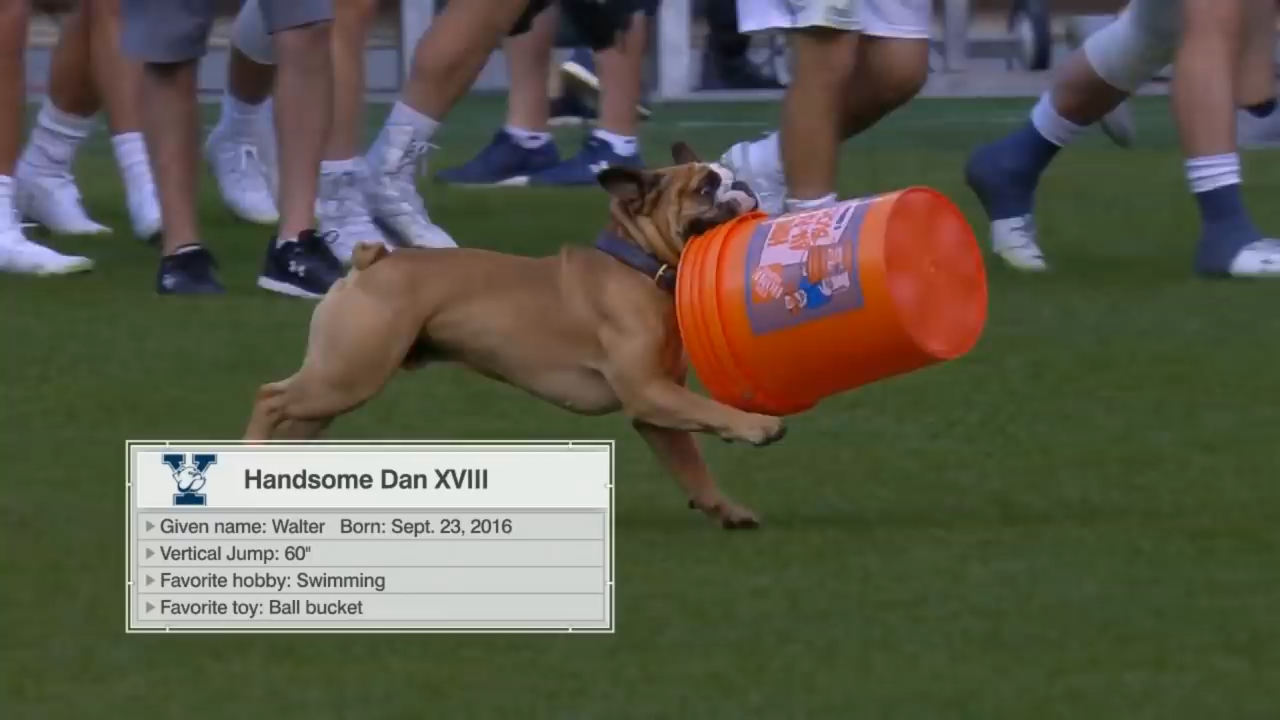 Y
Handsome Dan XVIII
Given name: Walter Born: Sept. 23, 2016
Vertical Jump: 60"
Favorite hobby: Swimming
Favorite toy: Ball bucket